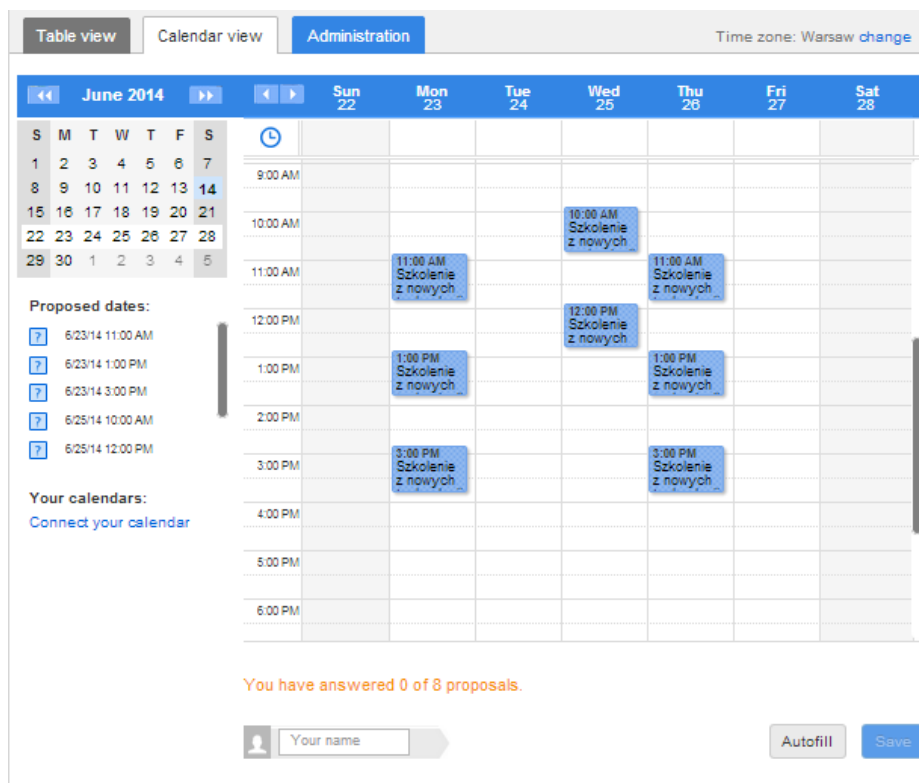 Table view
Calendar view
Administration
Time zone: Warsaw change
June 2014
S M T W T F S
1 2 3 4 5 6 7
8 9 10 11 12 13 14
15 16 17 18 19 20 21
22 23 24 25 26 27 28
29 30 1 2 3 4 5
Proposed dates:
? 6/23/14 11:00 AM
? 6/23/14 1:00 PM
? 6/23/14 3:00 PM
? 6/25/14 10:00 AM
? 6/25/14 12:00 PM
Your calendars:
Connect your calendar
Sun Mon Tue Wed Thu Fri Sat
22 23 24 25 26 27 28
9:00 AM
10:00 AM
11:00 AM
12:00 PM
1:00 PM
2:00 PM
3:00 PM
4:00 PM
5:00 PM
6:00 PM
11:00 AM
Szkolenie
z nowych
1:00 PM
Szkolenie
z nowych
3:00 PM
Szkolenie
z nowych
10:00 AM
Szkolenie
z nowych
12:00 PM
Szkolenie
z nowych
11:00 AM
Szkolenie
z nowych
1:00 PM
Szkolenie
z nowych
3:00 PM
Szkolenie
z nowych
You have answered 0 of 8 proposals.
Your name
Autofill
Save